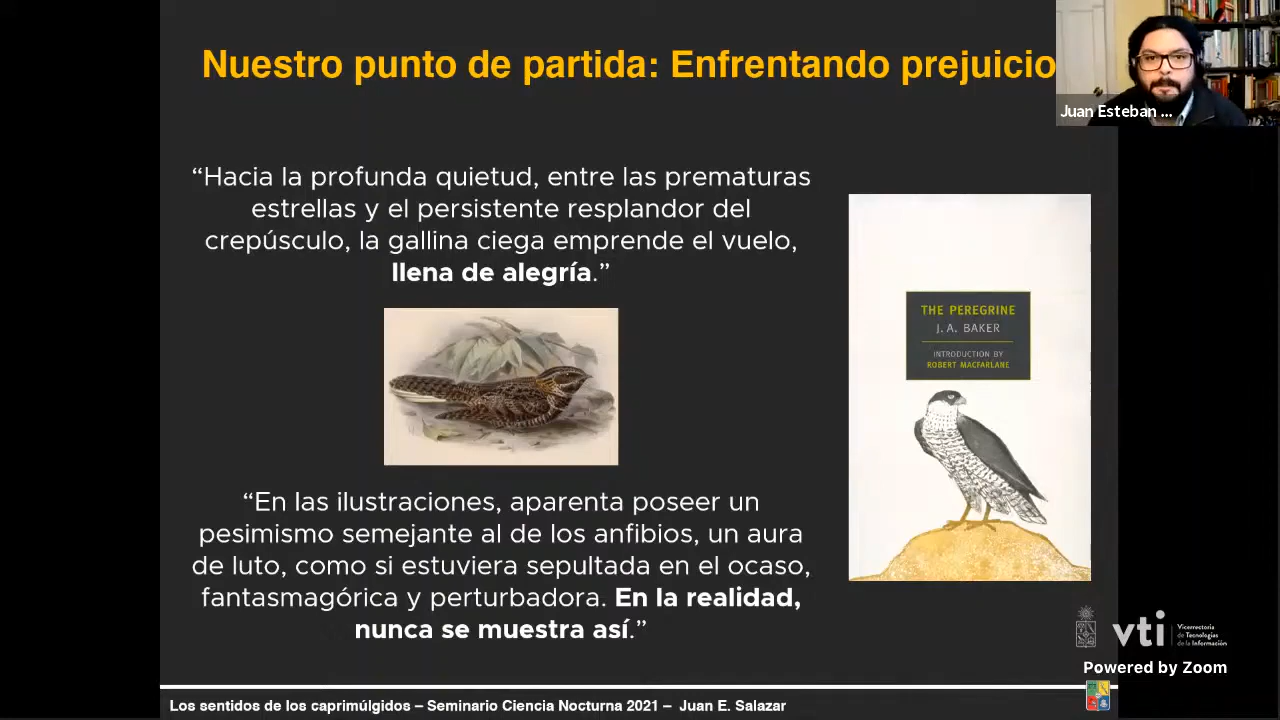 Nuestro punto de partida: Enfrentando prejuicio
Juan Esteban ...
“Hacia la profunda quietud, entre las prematuras
estrellas y el persistente resplandor del
crepúsculo, la gallina ciega emprende el vuelo,
llena de alegría.”
THE PEREGRINE
J. A. BAKER
INTRODUCTION BY
ROBERT MACFARLANE
“En las ilustraciones, aparenta poseer un
pesimismo semejante al de los anfibios, un aura
de luto, como si estuviera sepultada en el ocaso,
fantasmagórica y perturbadora. En la realidad,
nunca se muestra así.”
vti
Vicerrectoría
de Tecnologías
de la Información
Powered by Zoom
Los sentidos de los caprimúlgidos – Seminario Ciencia Nocturna 2021 – Juan E. Salazar